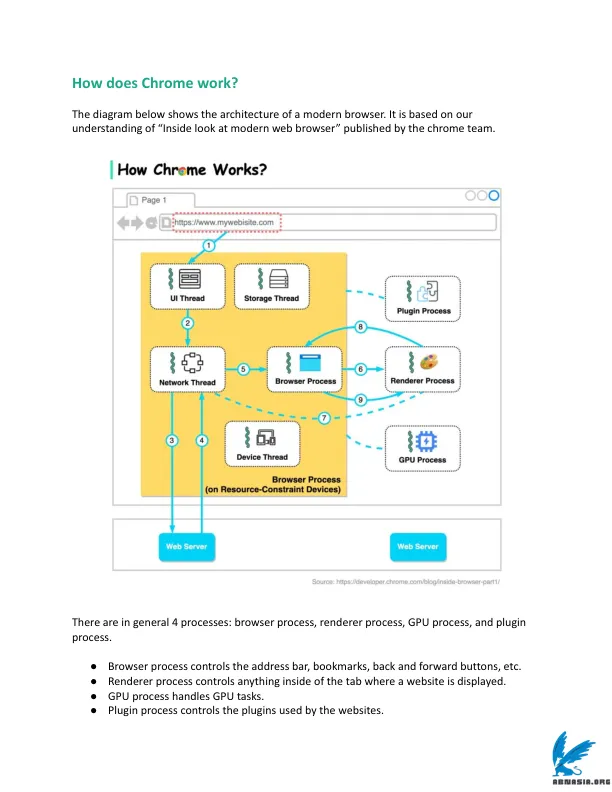 How does Chrome work?
The diagram below shows the architecture of a modern browser. It is based on our
understanding of “Inside look at modern web browser” published by the chrome team.
How Chrome Works?
Page 1
https://www.mywebisite.com
1
UI Thread
Storage Thread
Plugin Process
2
8
Network Thread
5
Browser Process
6
Renderer Process
9
7
3
4
Device Thread
GPU Process
Browser Process
(on Resource-Constraint Devices)
Web Server
Web Server
Source: https://developer.chrome.com/blog/inside-browser-part1/
There are in general 4 processes: browser process, renderer process, GPU process, and plugin
process.
● Browser process controls the address bar, bookmarks, back and forward buttons, etc.
● Renderer process controls anything inside of the tab where a website is displayed.
● GPU process handles GPU tasks.
● Plugin process controls the plugins used by the websites.
ABNASIA.ORG